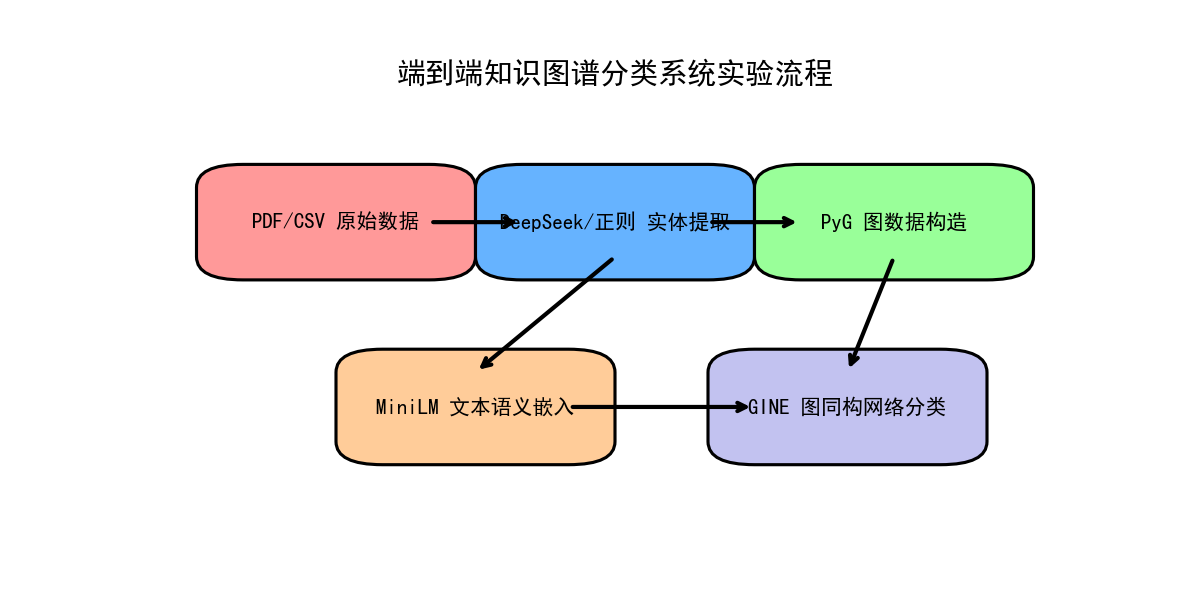 端到端知识图谱分类系统实验流程
PDF/CSV 原始数据
DeepSeek/正则 实体提取
PyG 图数据构造
MiniLM 文本语义嵌入
GINE 图同构网络分类